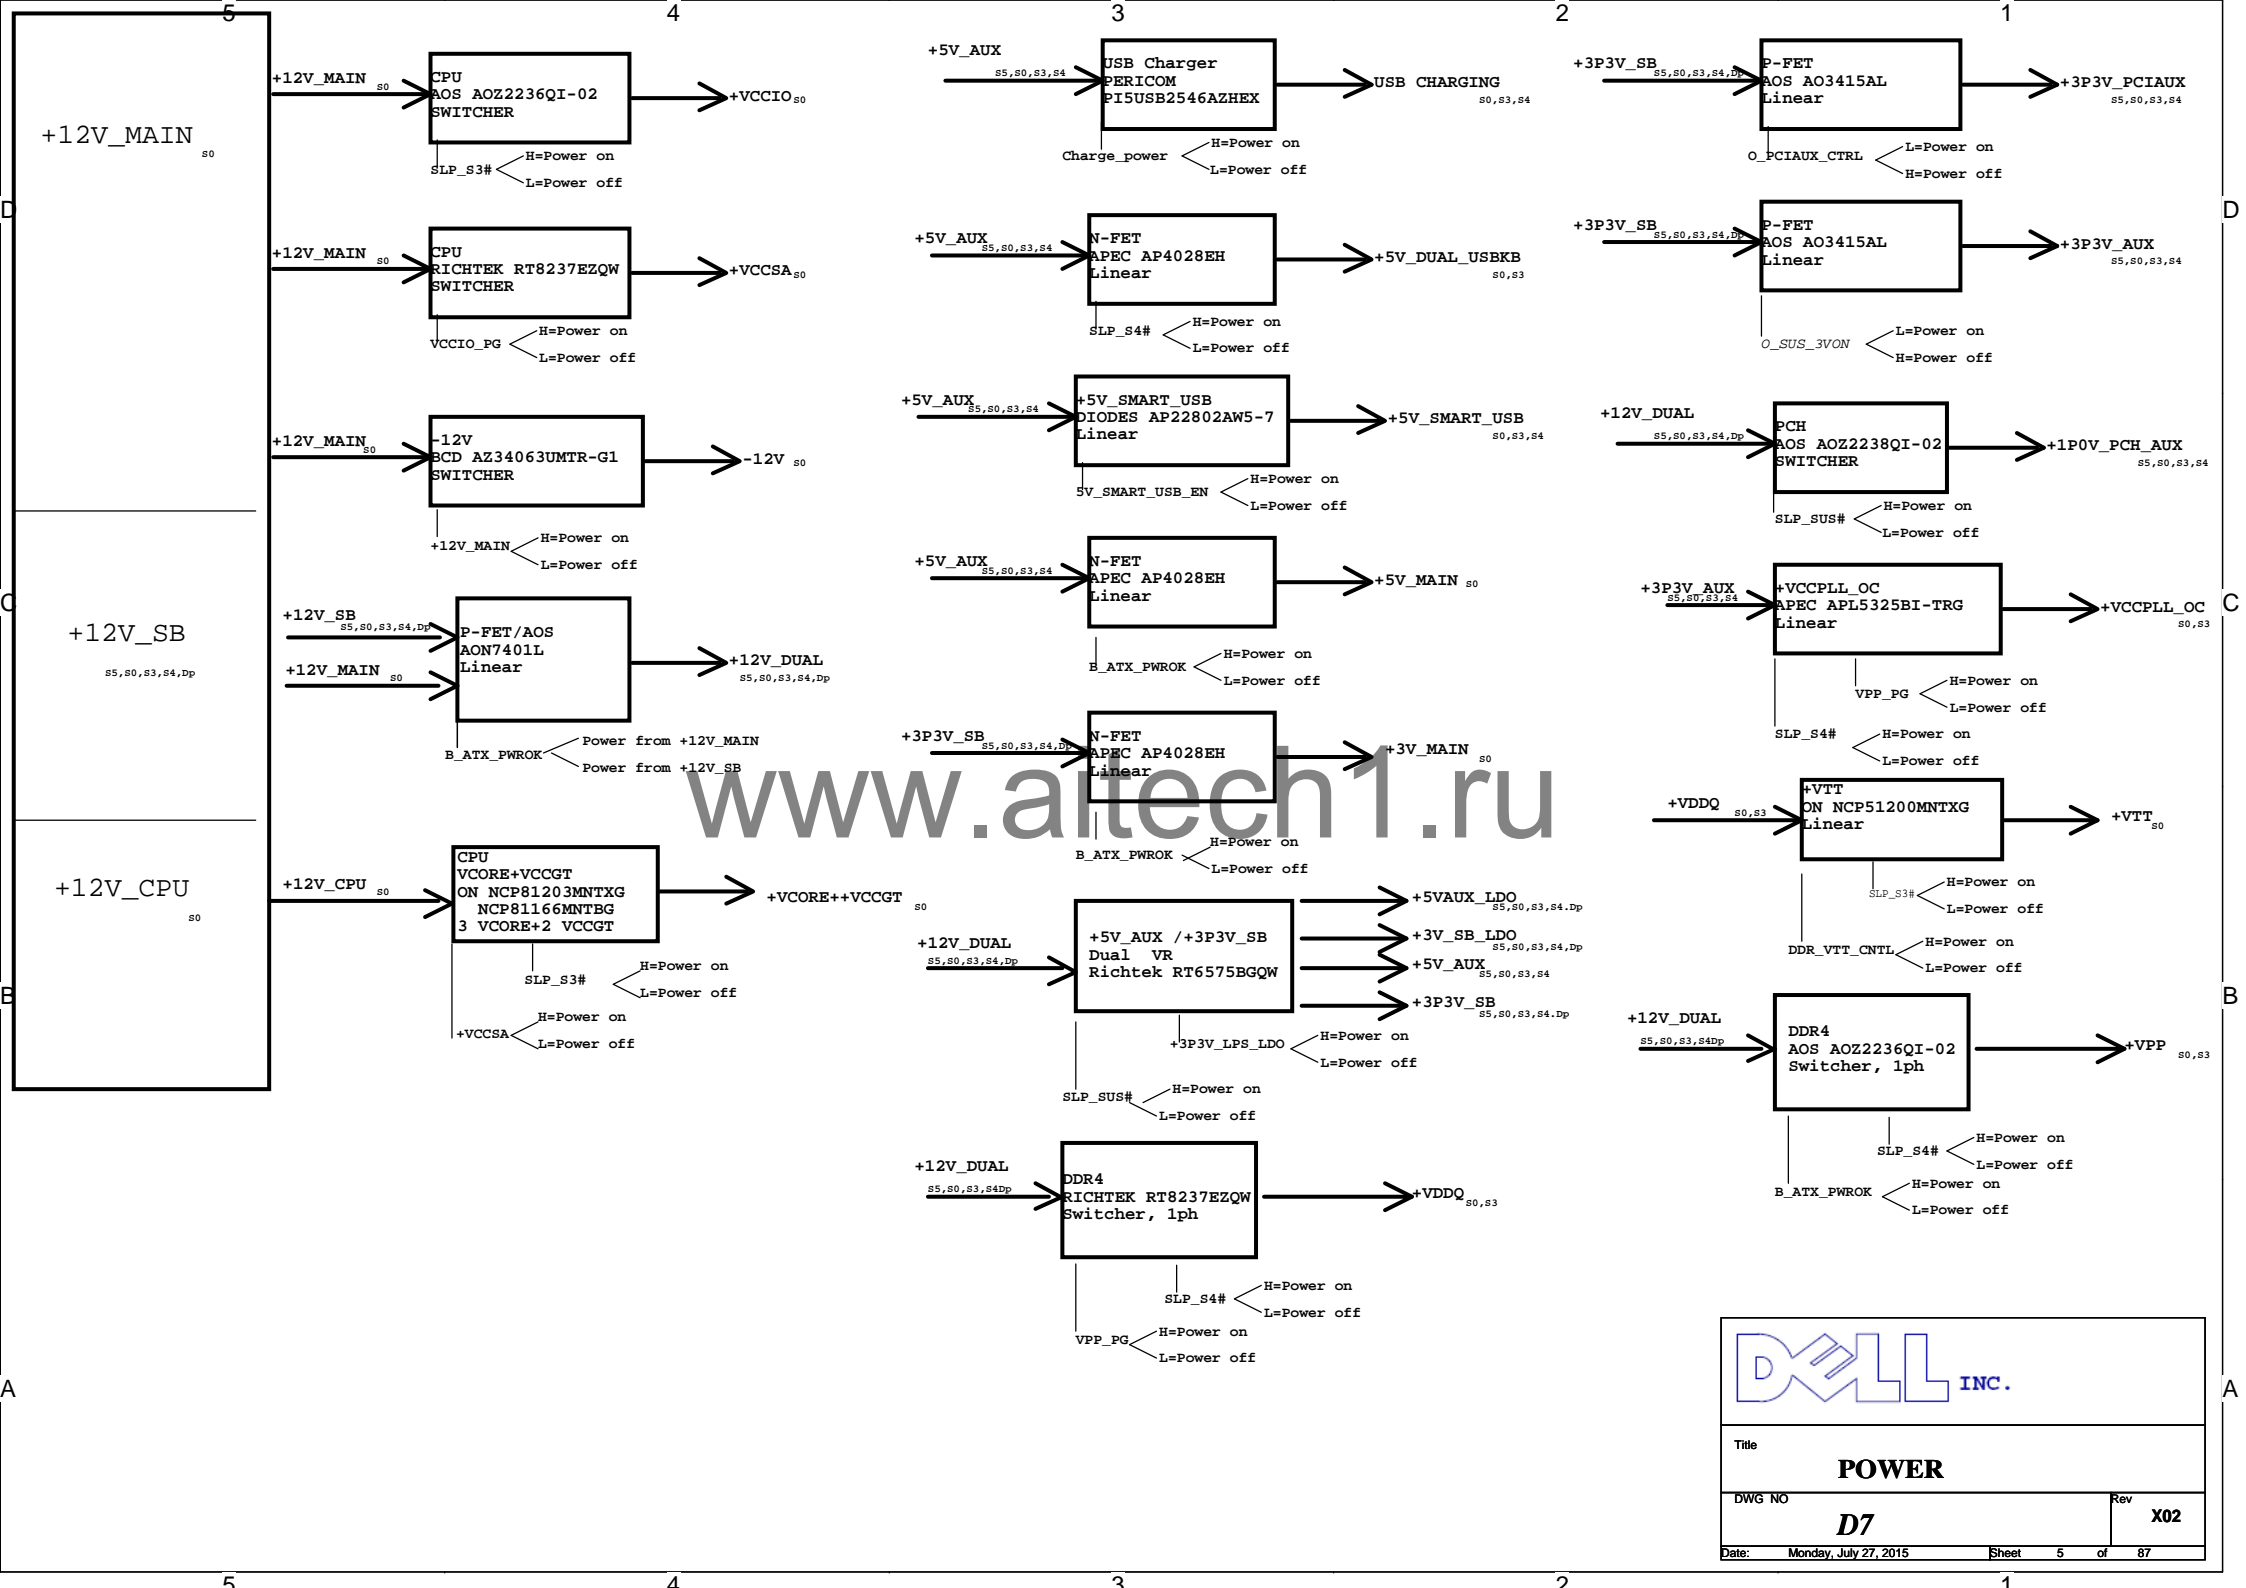 5 4 3 2 1
D
C
B
A
+12V_MAIN
S0
+12V_SB
S5,S0,S3,S4,Dp
+12V_CPU
S0
+12V_MAIN S0
CPU
AOS AOZ2236QI-02
SWITCHER
+VCCIO S0
SLP_S3#
H=Power on
L=Power off
+12V_MAIN S0
CPU
RICHTEK RT8237EZQW
SWITCHER
+VCCSA S0
VCCIO_PG
H=Power on
L=Power off
+12V_MAIN S0
-12V
BCD AZ34063UMTR-G1
SWITCHER
-12V S0
+12V_MAIN
H=Power on
L=Power off
+12V_SB
S5,S0,S3,S4,Dp
+12V_MAIN S0
P-FET/AOS
AON7401L
Linear
+12V_DUAL
S5,S0,S3,S4,Dp
B_ATX_PWROK
Power from +12V_MAIN
Power from +12V_SB
+12V_CPU S0
CPU
VCORE+VCCGT
ON NCP81203MNTXG
NCP81166MNTBG
3 VCORE+2 VCCGT
+VCORE++VCCGT S0
SLP_S3#
H=Power on
L=Power off
+VCCSA
H=Power on
L=Power off
+5V_AUX
S5,S0,S3,S4
USB Charger
PERICOM
PI5USB2546AZHEX
USB CHARGING
S0,S3,S4
Charge_power
H=Power on
L=Power off
+5V_AUX
S5,S0,S3,S4
N-FET
APEC AP4028EH
Linear
+5V_DUAL_USBKB
S0,S3
SLP_S4#
H=Power on
L=Power off
+5V_AUX
S5,S0,S3,S4
+5V_SMART_USB
DIODES AP22802AW5-7
Linear
+5V_SMART_USB
S0,S3,S4
5V_SMART_USB_EN
H=Power on
L=Power off
+5V_AUX
S5,S0,S3,S4
N-FET
APEC AP4028EH
Linear
+5V_MAIN S0
B_ATX_PWROK
H=Power on
L=Power off
+3P3V_SB
S5,S0,S3,S4,Dp
N-FET
APEC AP4028EH
Linear
+3V_MAIN
S0
B_ATX_PWROK
H=Power on
L=Power off
www.aitech1.ru
+12V_DUAL
S5,S0,S3,S4,Dp
+5V_AUX /+3P3V_SB
Dual VR
Richtek RT6575BGQW
+5VAUX_LDO
S5,S0,S3,S4.Dp
+3V_SB_LDO
S5,S0,S3,S4,Dp
+5V_AUX
S5,S0,S3,S4
+3P3V_SB
S5,S0,S3,S4.Dp
+3P3V_LPS_LDO
H=Power on
L=Power off
SLP_SUS#
H=Power on
L=Power off
+12V_DUAL
S5,S0,S3,S4Dp
DDR4
RICHTEK RT8237EZQW
Switcher, 1ph
+VDDQ S0,S3
SLP_S4#
H=Power on
L=Power off
VPP_PG
H=Power on
L=Power off
+3P3V_SB
S5,S0,S3,S4,Dp
P-FET
AOS AO3415AL
Linear
+3P3V_PCIAUX
S5,S0,S3,S4
O_PCIAUX_CTRL
L=Power on
H=Power off
+3P3V_SB
S5,S0,S3,S4,Dp
P-FET
AOS AO3415AL
Linear
+3P3V_AUX
S5,S0,S3,S4
O_SUS_3VON
L=Power on
H=Power off
+12V_DUAL
S5,S0,S3,S4,Dp
PCH
AOS AOZ2238QI-02
SWITCHER
+1P0V_PCH_AUX
S5,S0,S3,S4
SLP_SUS#
H=Power on
L=Power off
+3P3V_AUX
S5,S0,S3,S4
+VCCPLL_OC
APEC APL5325BI-TRG
Linear
+VCCPLL_OC
S0,S3
VPP_PG
H=Power on
L=Power off
SLP_S4#
H=Power on
L=Power off
+VDDQ S0,S3
+VTT
ON NCP51200MNTXG
Linear
+VTT S0
SLP_S3#
H=Power on
L=Power off
DDR_VTT_CNTL
H=Power on
L=Power off
+12V_DUAL
S5,S0,S3,S4Dp
DDR4
AOS AOZ2236QI-02
Switcher, 1ph
+VPP S0,S3
SLP_S4#
H=Power on
L=Power off
B_ATX_PWROK
H=Power on
L=Power off
D
C
B
A
DELL INC.
Title
POWER
DWG NO
D7
Rev
X02
Date: Monday, July 27, 2015 Sheet 5 of 87
5 4 3 2 1